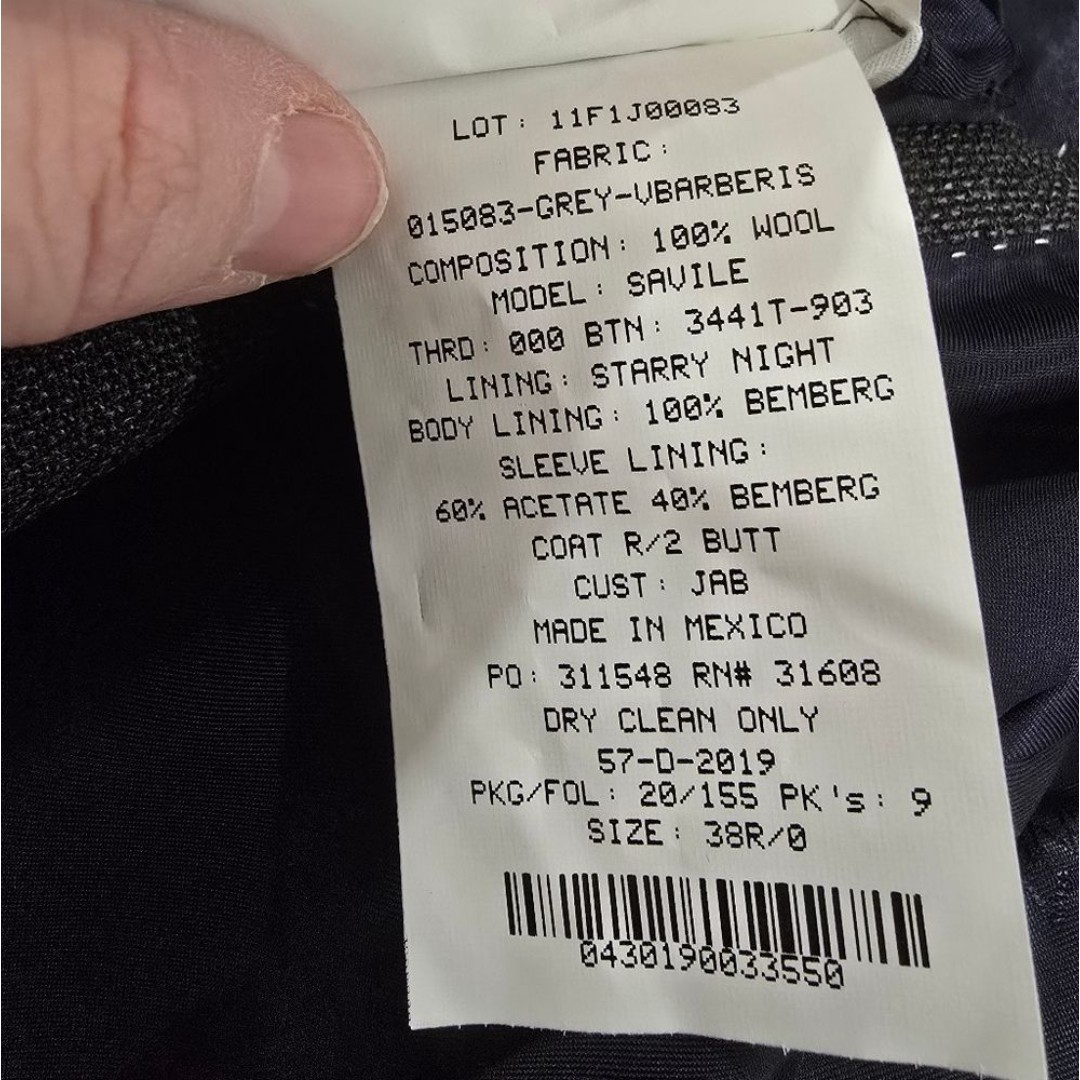 LOT: 11F1J00083
FABRIC:
015083-GREY-VBARBERIS
COMPOSITION: 100% WOOL
MODEL: SAVILE
THRD: 000 BTN: 3441T-903
LINING: STARRY NIGHT
BODY LINING: 100% BEMBERG
SLEEVE LINING:
60% ACETATE 40% BEMBERG
COAT R/2 BUTT
CUST: JAB
MADE IN MEXICO
PO: 311548 RN# 31608
DRY CLEAN ONLY
57-D-2019
PKG/FOL: 20/155 PK's: 9
SIZE: 38R/0
0430190033550